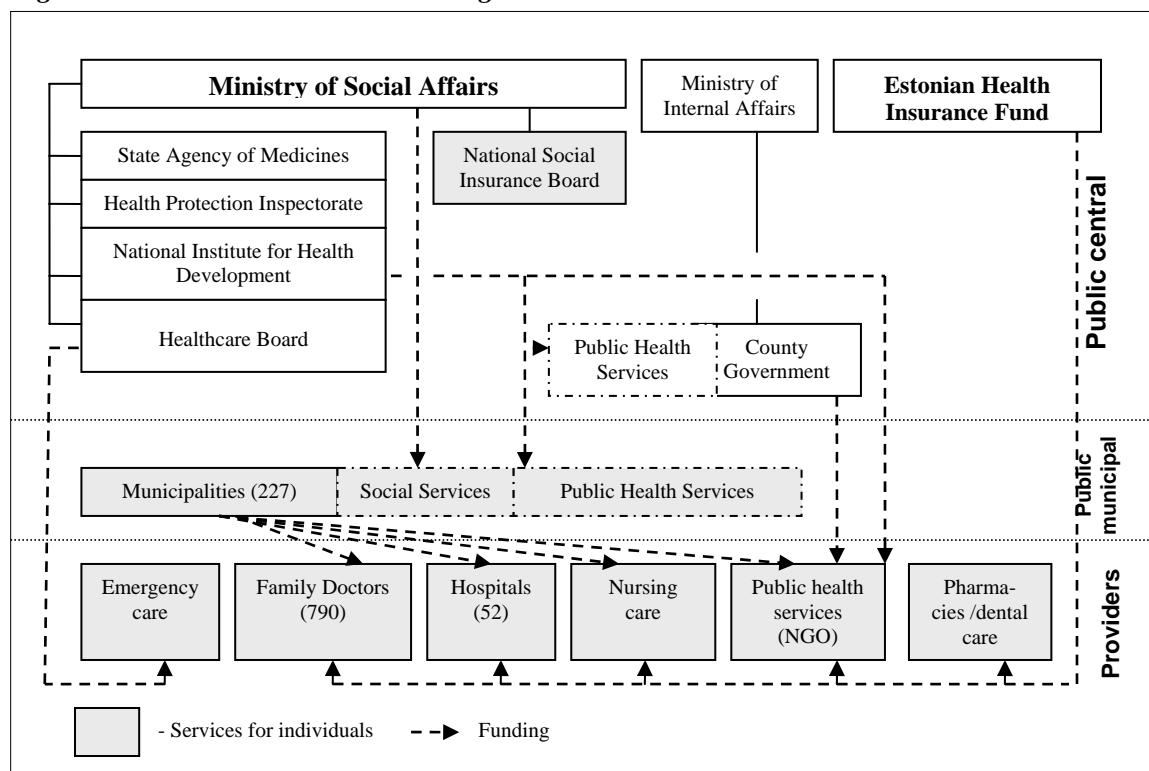 Ministry of Social Affairs
Ministry of
Internal Affairs
Estonian Health
Insurance Fund
State Agency of Medicines
National Social
Insurance Board
Health Protection Inspectorate
National Institute for Health
Development
Healthcare Board
Public Health
Services
County
Government
Public central
Municipalities (227)
Social Services
Public Health Services
Public
municipal
Emergency
care
Family Doctors
(790)
Hospitals
(52)
Nursing
care
Public health
services
(NGO)
Pharma-
cies /dental
care
Providers
- Services for individuals
Funding